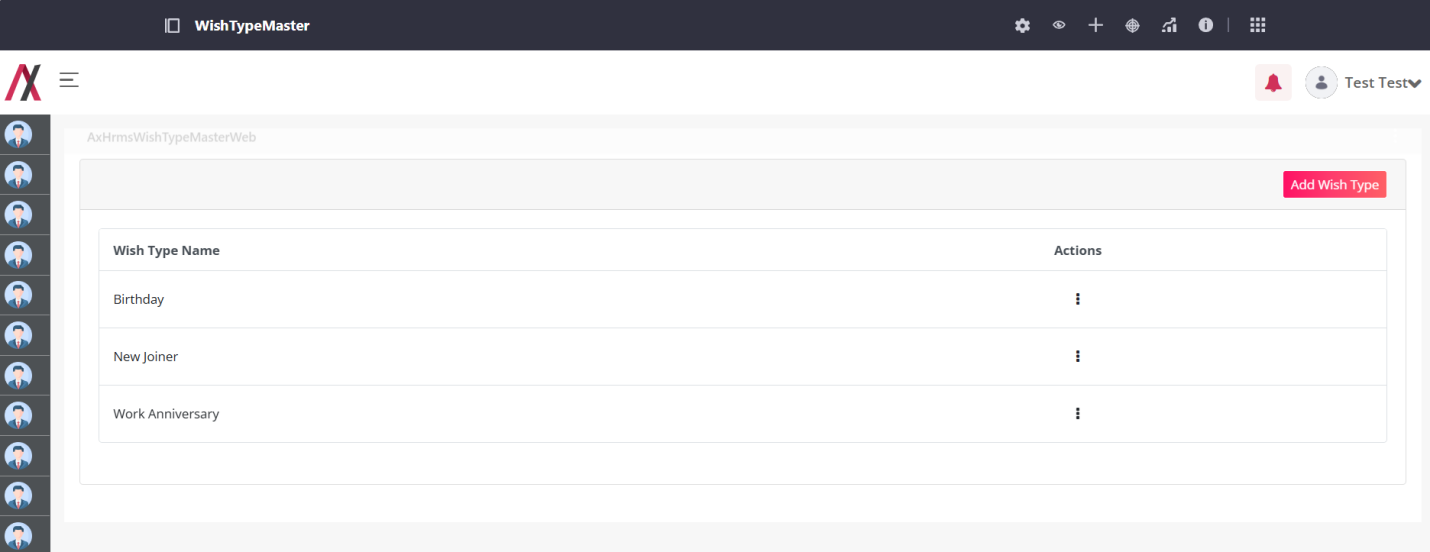 WishTypeMaster
Test Test
AxHrmsWishTypeMasterWeb
Add Wish Type
Wish Type Name Actions
Birthday
New Joiner
Work Anniversary